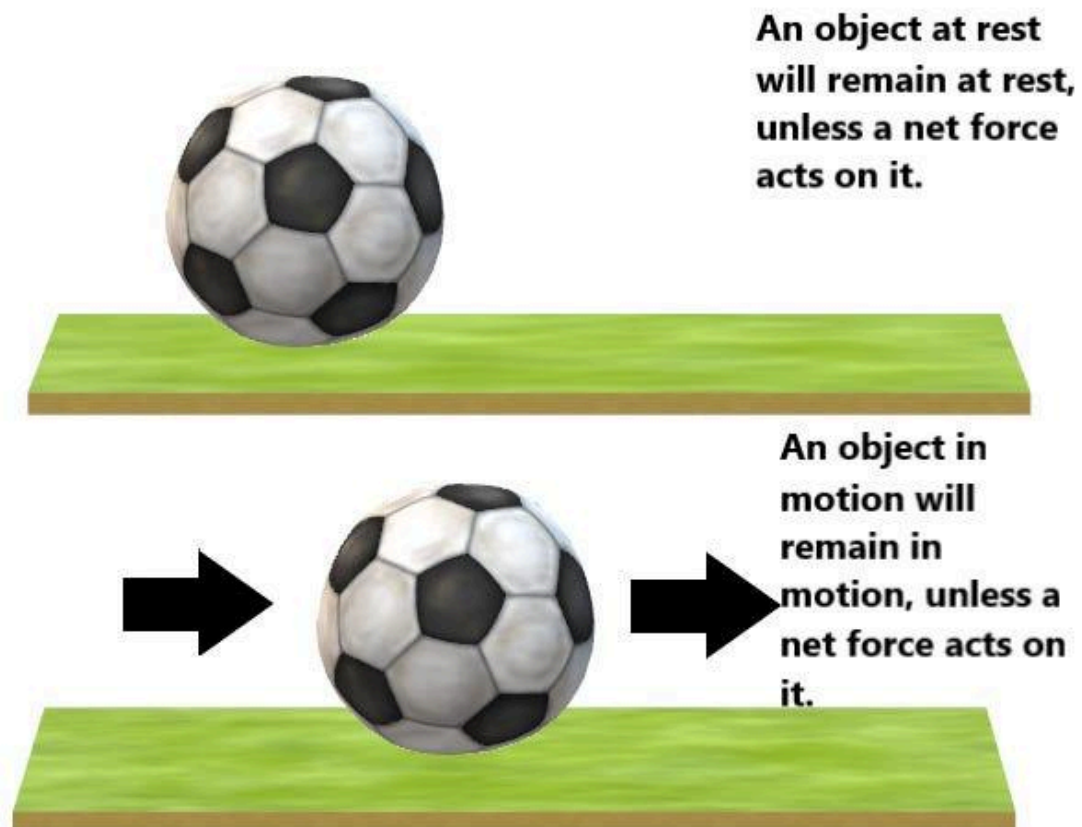 An object at rest
will remain at rest,
unless a net force
acts on it.
An object in
motion will
remain in
motion, unless a
net force acts on
it.